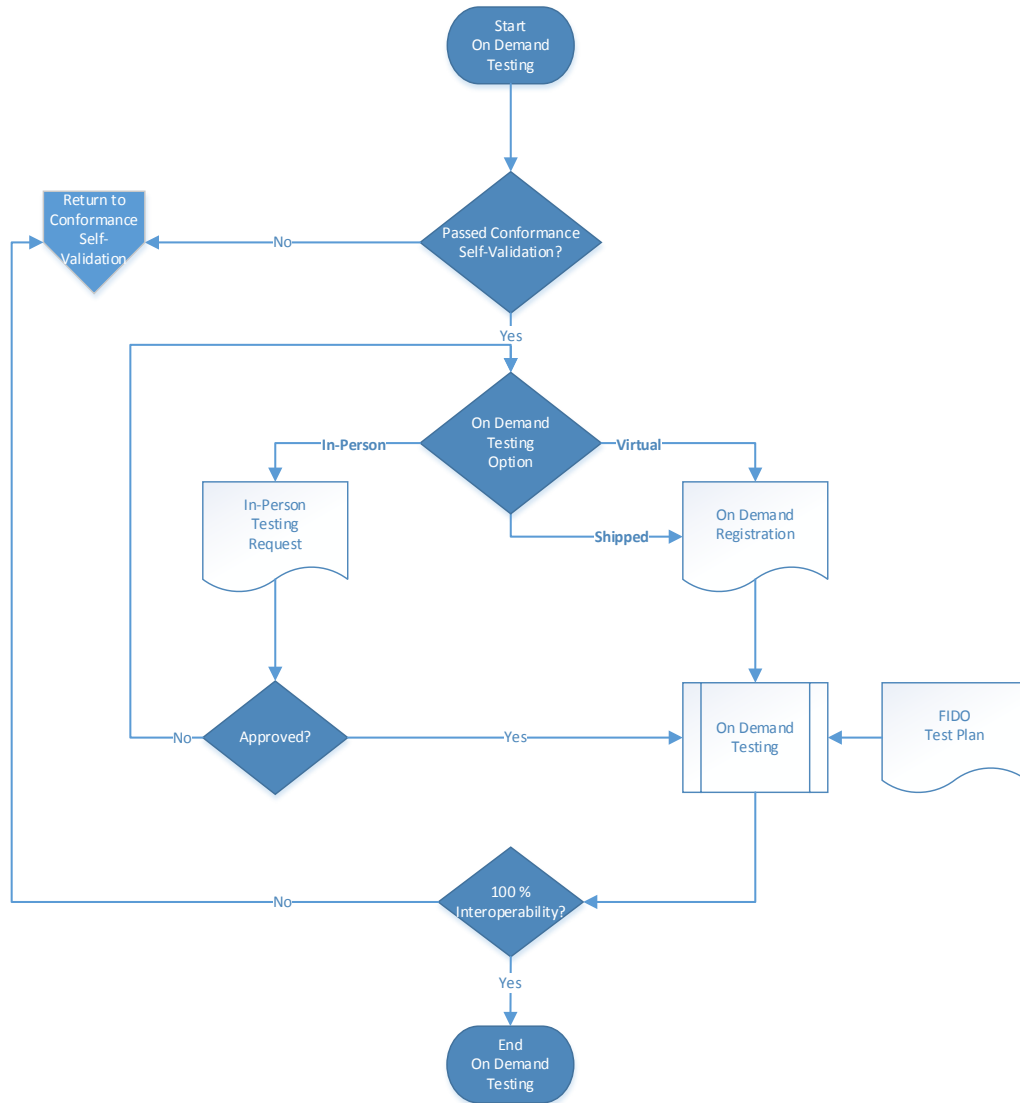 Start
On Demand
Testing
Return to
Conformance
Self-
Validation
No
Passed Conformance
Self-Validation?
Yes
On Demand
Testing
Option
In-Person
Virtual
In-Person
Testing
Request
Shipped
On Demand
Registration
No
Approved?
Yes
On Demand
Testing
FIDO
Test Plan
No
100 %
Interoperability?
Yes
End
On Demand
Testing